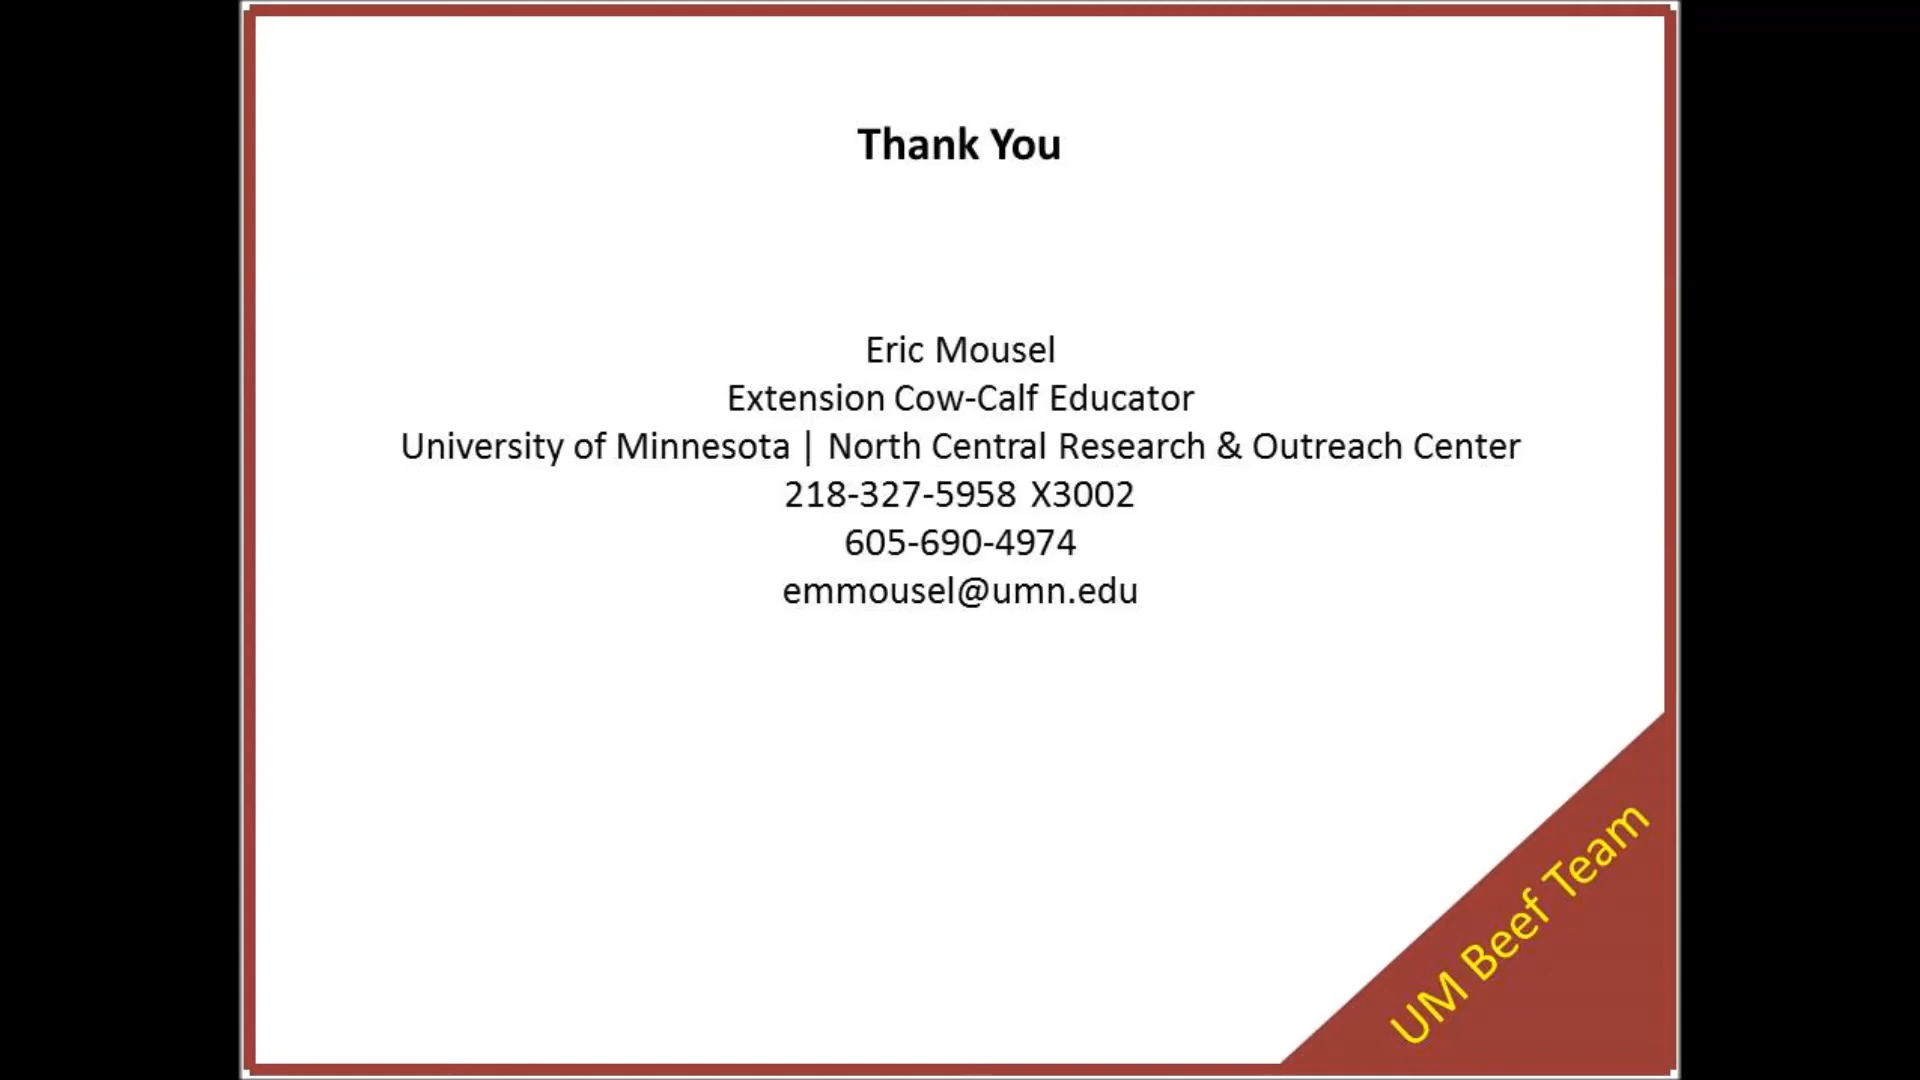 Thank You
Eric Mousel
Extension Cow-Calf Educator
University of Minnesota | North Central Research & Outreach Center
218-327-5958 X3002
605-690-4974
emmousel@umn.edu
UM Beef Team